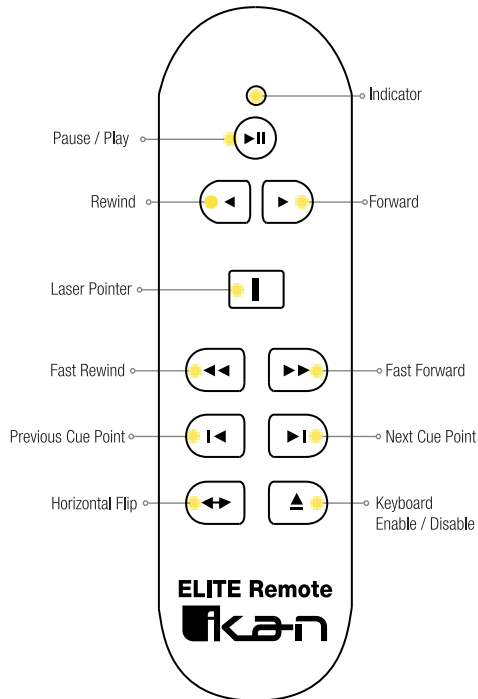 Indicator
Pause / Play
Rewind
Forward
Laser Pointer
Fast Rewind
Fast Forward
Previous Cue Point
Next Cue Point
Horizontal Flip
Keyboard
Enable / Disable
ELITE Remote
ikan